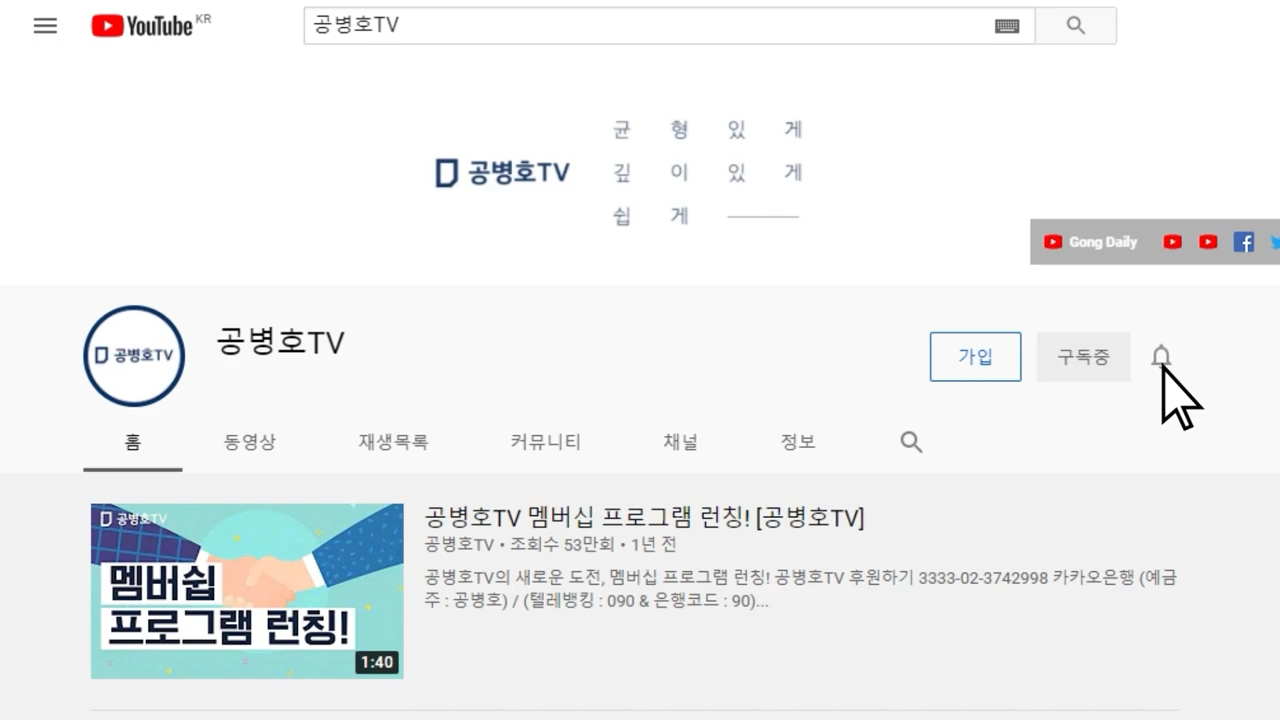 YouTube KR
공병호TV
공병호TV
균형있게
깊이있게
쉽게
Gong Daily
공병호TV
공병호TV
가입
구독중
홈
동영상
재생목록
커뮤니티
채널
정보
공병호TV
멤버쉽
프로그램 런칭!
1:40
공병호TV 멤버십 프로그램 런칭! [공병호TV]
공병호TV • 조회수 53만회 • 1년 전
공병호TV의 새로운 도전, 멤버십 프로그램 런칭! 공병호TV 후원하기 3333-02-3742998 카카오은행 (예금
주 : 공병호) / (텔레뱅킹 : 090 & 은행코드 : 90)...